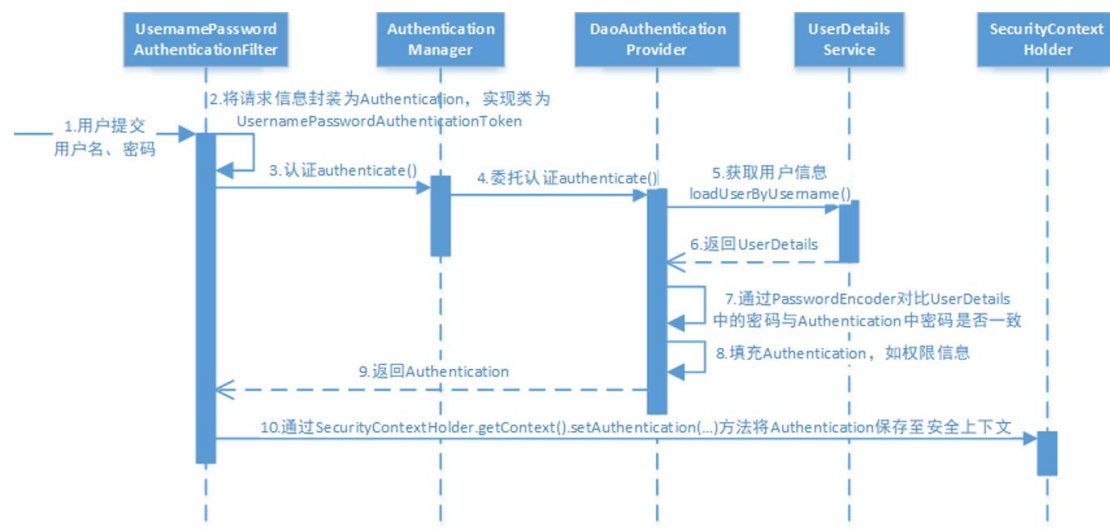 UsernamePassword
AuthenticationFilter
Authentication
Manager
DaoAuthentication
Provider
UserDetails
Service
SecurityContext
Holder
1.用户提交
用户名、密码
2.将请求信息封装为Authentication，实现类为
UsernamePasswordAuthenticationToken
3.认证authenticate()
4.委托认证authenticate()
5.获取用户信息
loadUserByUsername()
6.返回UserDetails
7.通过PasswordEncoder对比UserDetails
中的密码与Authentication中密码是否一致
8.填充Authentication，如权限信息
9.返回Authentication
10.通过SecurityContextHolder.getContext().setAuthentication(…)方法将Authentication保存至安全上下文